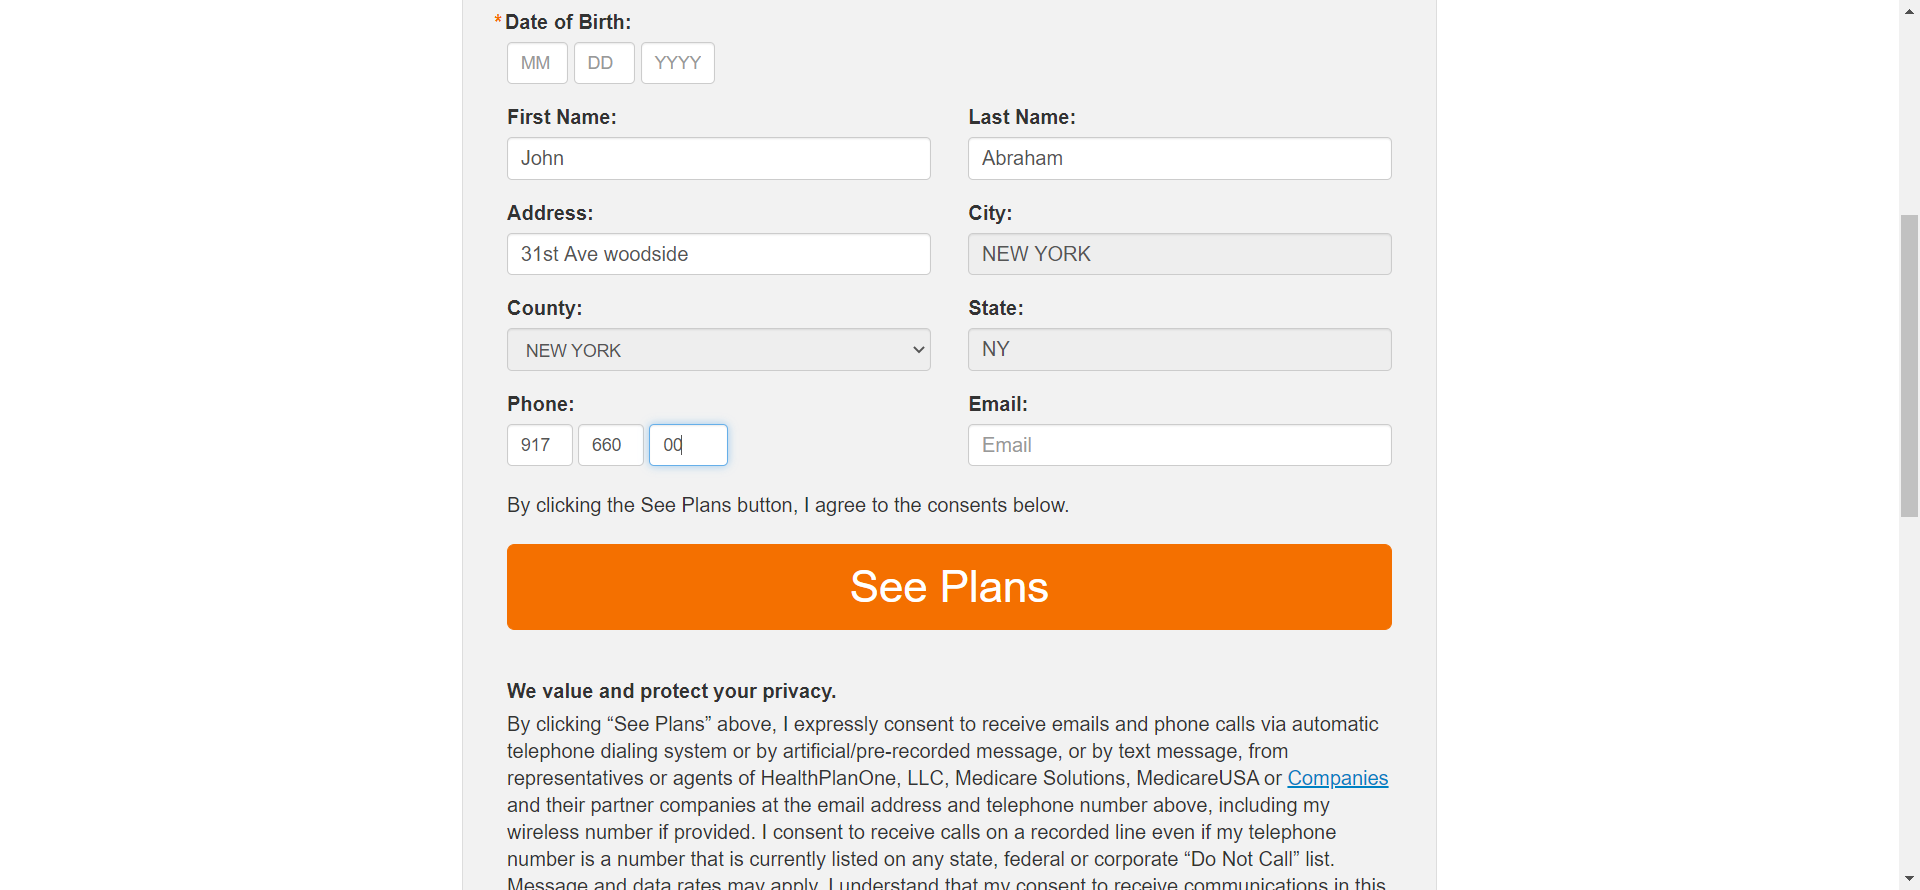 *Date of Birth:
MM DD YYYY
First Name: Last Name:
John Abraham
Address: City:
31st Ave woodside NEW YORK
County: State:
NEW YORK NY
Phone: Email:
917 660 00 Email
By clicking the See Plans button, I agree to the consents below.
See Plans
We value and protect your privacy.
By clicking “See Plans” above, I expressly consent to receive emails and phone calls via automatic
telephone dialing system or by artificial/pre-recorded message, or by text message, from
representatives or agents of HealthPlanOne, LLC, Medicare Solutions, MedicareUSA or Companies
and their partner companies at the email address and telephone number above, including my
wireless number if provided. I consent to receive calls on a recorded line even if my telephone
number is a number that is currently listed on any state, federal or corporate “Do Not Call” list.
Message and data rates may apply. I understand that my consent to receive communications in this